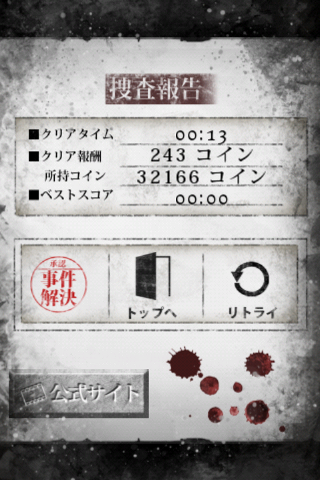 捜査報告
■クリアタイム 00:13
■クリア報酬 243 コイン
所持コイン 32166 コイン
■ベストスコア 00:00
承認
事件
解決
トップへ
リトライ
公式サイト